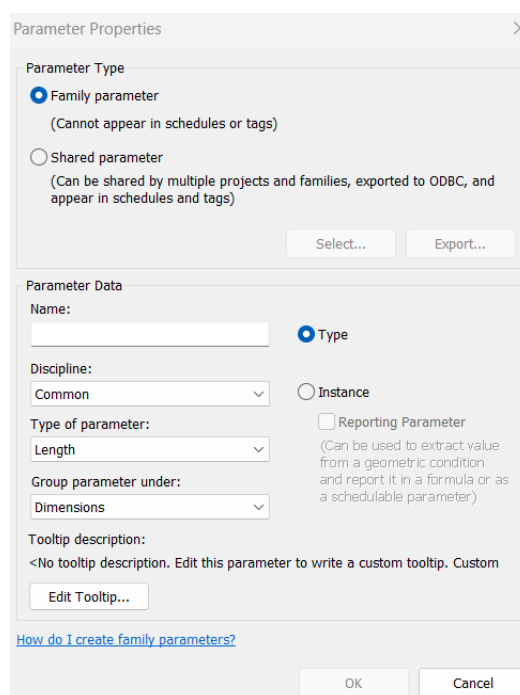 Parameter Properties
Parameter Type
Family parameter
(Cannot appear in schedules or tags)
Shared parameter
(Can be shared by multiple projects and families, exported to ODBC, and
appear in schedules and tags)
Select...
Export...
Parameter Data
Name:
Type
Discipline:
Common
Instance
Reporting Parameter
Type of parameter:
(Can be used to extract value
from a geometric condition
and report it in a formula or as
a schedulable parameter)
Length
Group parameter under:
Dimensions
Tooltip description:
<No tooltip description. Edit this parameter to write a custom tooltip. Custom
Edit Tooltip...
How do I create family parameters?
OK
Cancel